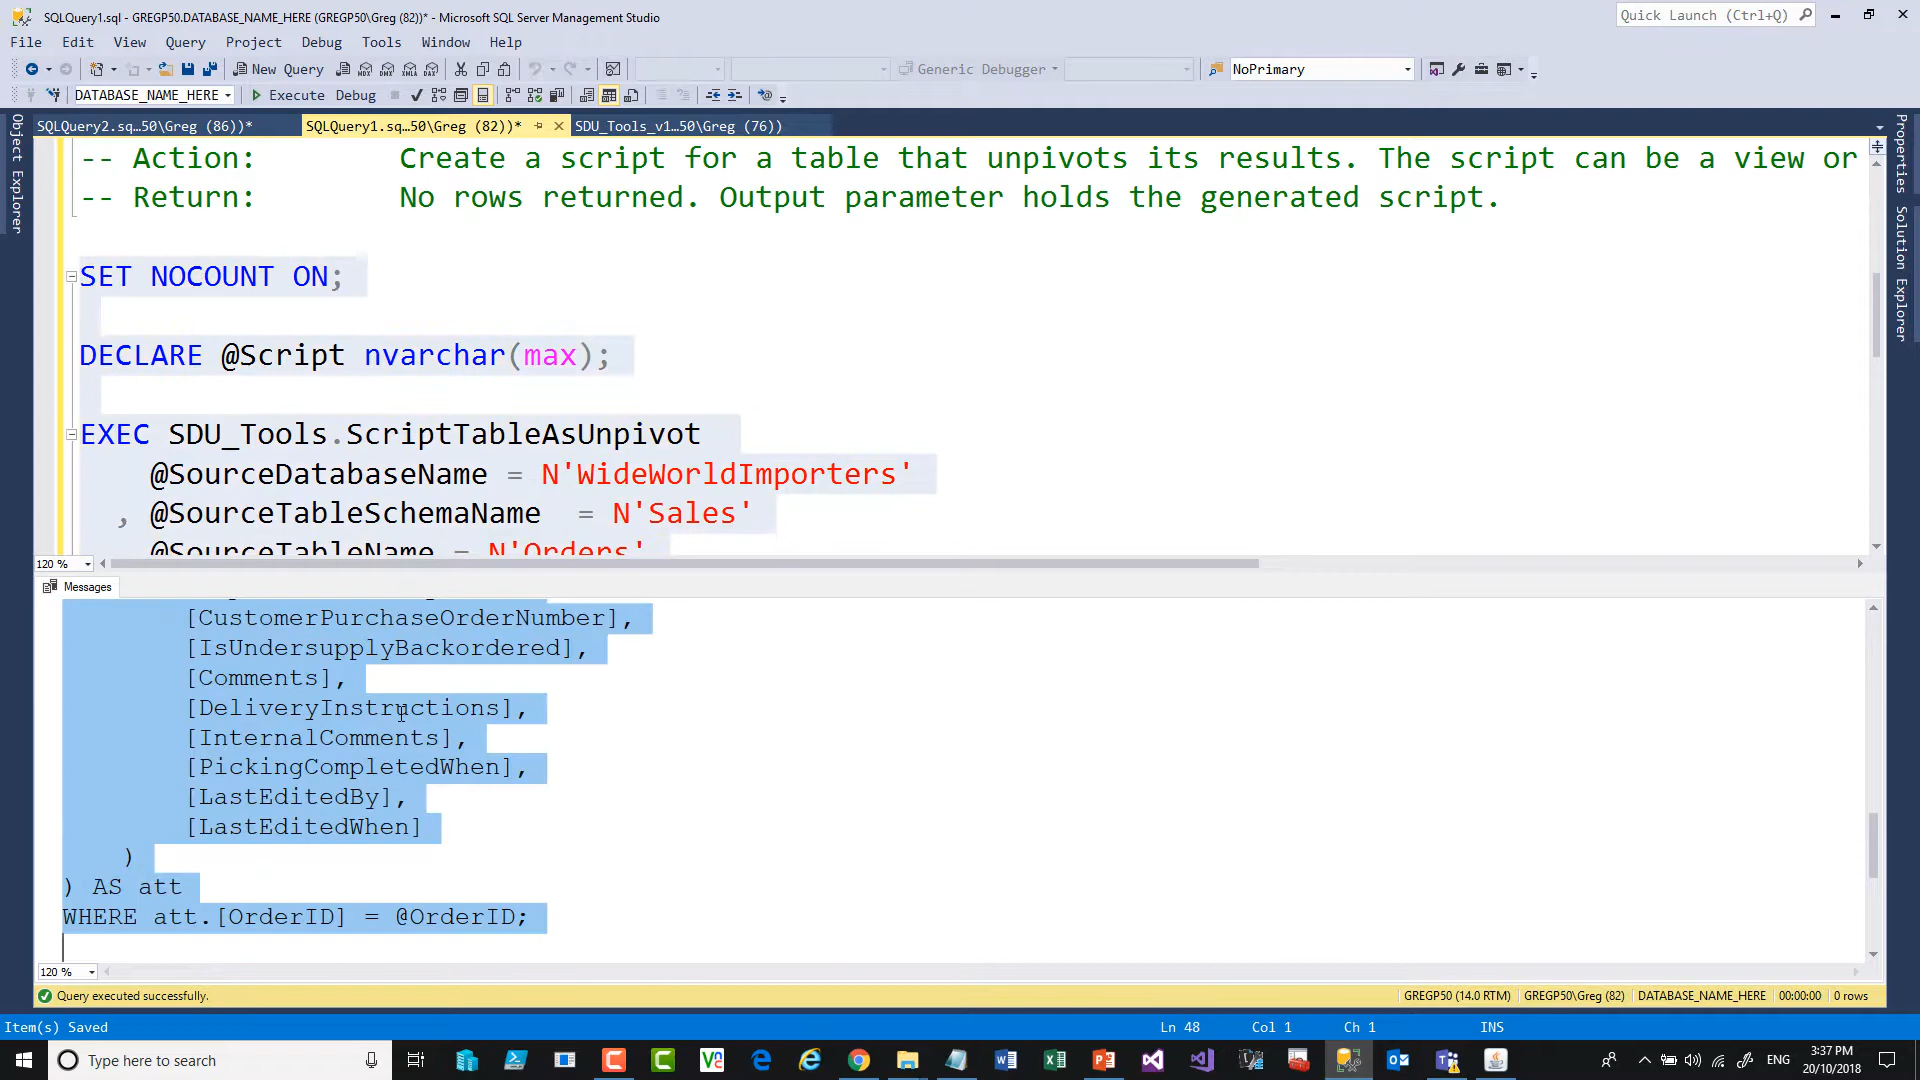 SQLQuery1.sql - GREGP50.DATABASE_NAME_HERE (GREGP50\Greg (82))* - Microsoft SQL Server Management Studio
Quick Launch (Ctrl+Q)
File Edit View Query Project Debug Tools Window Help
New Query MDX DMX XMLA DAX Generic Debugger NoPrimary
DATABASE_NAME_HERE Execute Debug
SQLQuery2.sq...50\Greg (86))* SQLQuery1.sq...50\Greg (82))* SDU_Tools_v1...50\Greg (76))
Object Explorer
Properties
Solution Explorer
-- Action: Create a script for a table that unpivots its results. The script can be a view or
-- Return: No rows returned. Output parameter holds the generated script.
SET NOCOUNT ON;
DECLARE @Script nvarchar(max);
EXEC SDU_Tools.ScriptTableAsUnpivot
@SourceDatabaseName = N'WideWorldImporters'
, @SourceTableSchemaName = N'Sales'
@SourceTableName = N'Orders'
120 %
Messages
[CustomerPurchaseOrderNumber],
[IsUndersupplyBackordered],
[Comments],
[DeliveryInstructions],
[InternalComments],
[PickingCompletedWhen],
[LastEditedBy],
[LastEditedWhen]
)
) AS att
WHERE att.[OrderID] = @OrderID;
120 %
Query executed successfully. GREGP50 (14.0 RTM) GREGP50\Greg (82) DATABASE_NAME_HERE 00:00:00 0 rows
Item(s) Saved Ln 48 Col 1 Ch 1 INS
Type here to search ENG 3:37 PM
20/10/2018